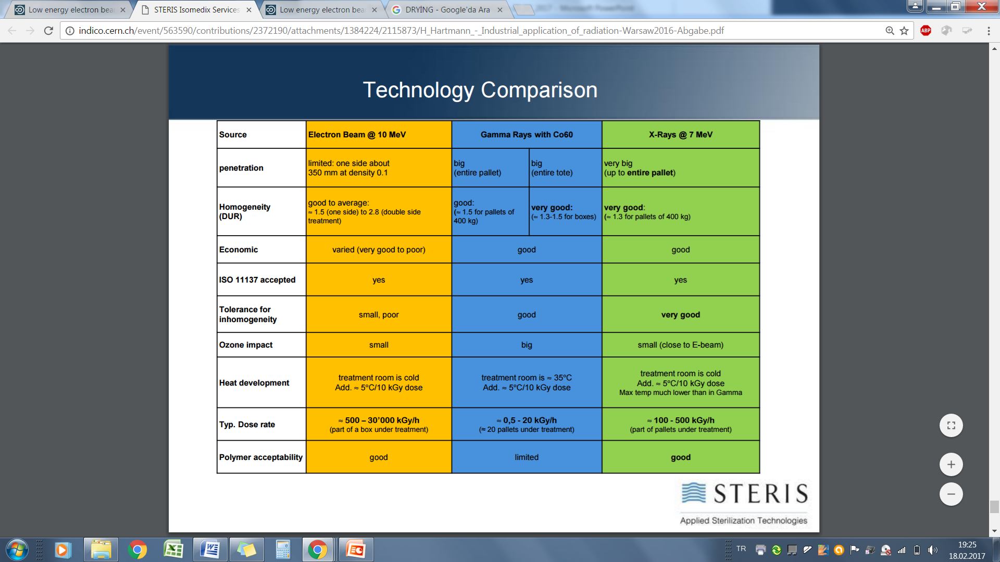 Low energy electron bea
STERIS Isomedix Services
Low energy electron bea
DRYİNG - Google'da Ara
indico.cern.ch/event/563590/contributions/2372190/attachments/1384224/2115873/H_Hartmann_-_Industrial_application_of_radiation-Warsaw2016-Abgabe.pdf
ABP
Technology Comparison
Source
Electron Beam @ 10 MeV
Gamma Rays with Co60
X-Rays @ 7 MeV
penetration
limited: one side about
350 mm at density 0.1
big
(entire pallet)
big
(entire tote)
very big
(up to entire pallet)
Homogeneity
(DUR)
good to average:
≈ 1.5 (one side) to 2.8 (double side
treatment)
good:
(≈ 1.5 for pallets of
400 kg)
very good:
(≈ 1.3-1.5 for boxes)
very good:
(≈ 1.3 for pallets of 400 kg)
Economic
varied (very good to poor)
good
good
ISO 11137 accepted
yes
yes
yes
Tolerance for
inhomogeneity
small, poor
good
very good
Ozone impact
small
big
small (close to E-beam)
Heat development
treatment room is cold
Add. ≈ 5°C/10 kGy dose
treatment room is ≈ 35°C
Add. ≈ 5°C/10 kGy dose
treatment room is cold
Add. ≈ 5°C/10 kGy dose
Max temp much lower than in Gamma
Typ. Dose rate
≈ 500 – 30’000 kGy/h
(part of a box under treatment)
≈ 0,5 - 20 kGy/h
(≈ 20 pallets under treatment)
≈ 100 - 500 kGy/h
(part of pallets under treatment)
Polymer acceptability
good
limited
good
STERIS
Applied Sterilization Technologies
TR
19:25
18.02.2017